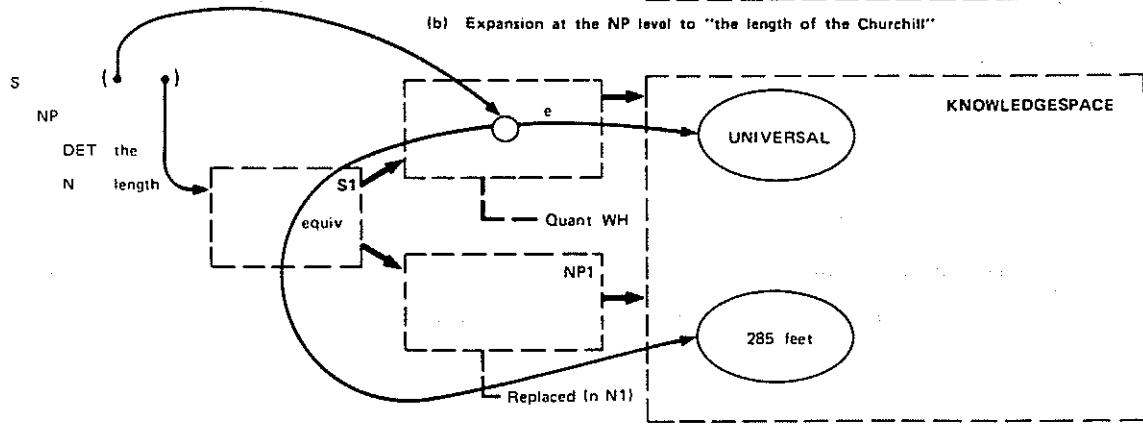 (b) Expansion at the NP level to "the length of the Churchill"
S
( )
NP
DET the
N length
e
KNOWLEDGESPACE
UNIVERSAL
S1
equiv
Quant WH
NP1
285 feet
Replaced (n N1)